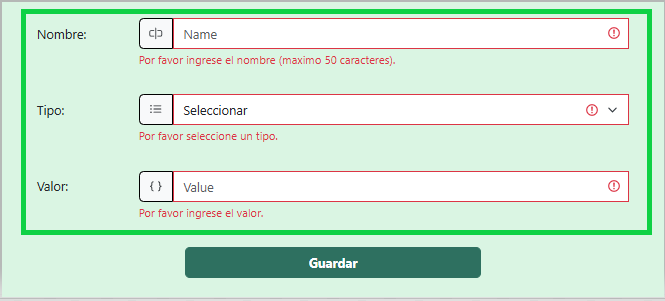 Nombre:
Name
Por favor ingrese el nombre (maximo 50 caracteres).
Tipo:
Seleccionar
Por favor seleccione un tipo.
Valor:
{ } Value
Por favor ingrese el valor.
Guardar